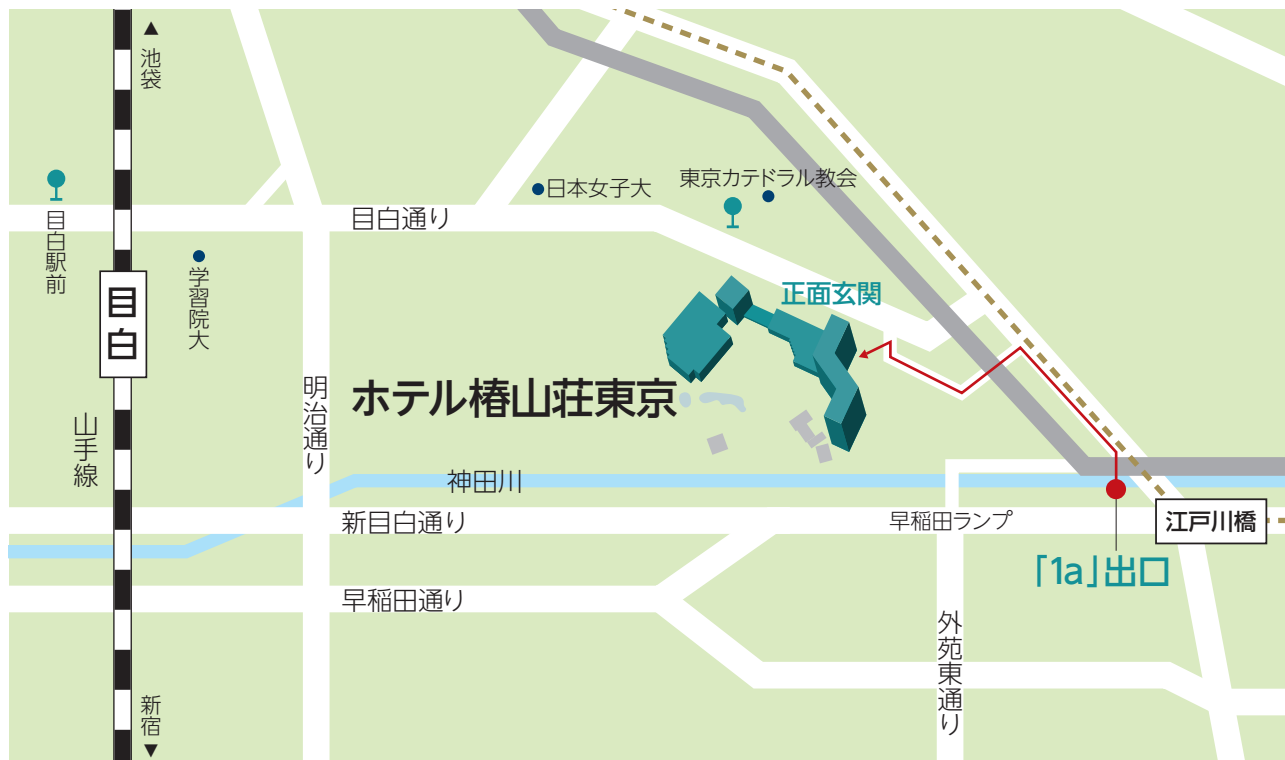 ▲
池袋
目白駅前
目白
学習院大
山手線
新宿
▼
目白通り
日本女子大
東京カテドラル教会
正面玄関
ホテル椿山荘東京
明治通り
神田川
新目白通り
早稲田ランプ
江戸川橋
「1a」出口
早稲田通り
外苑東通り